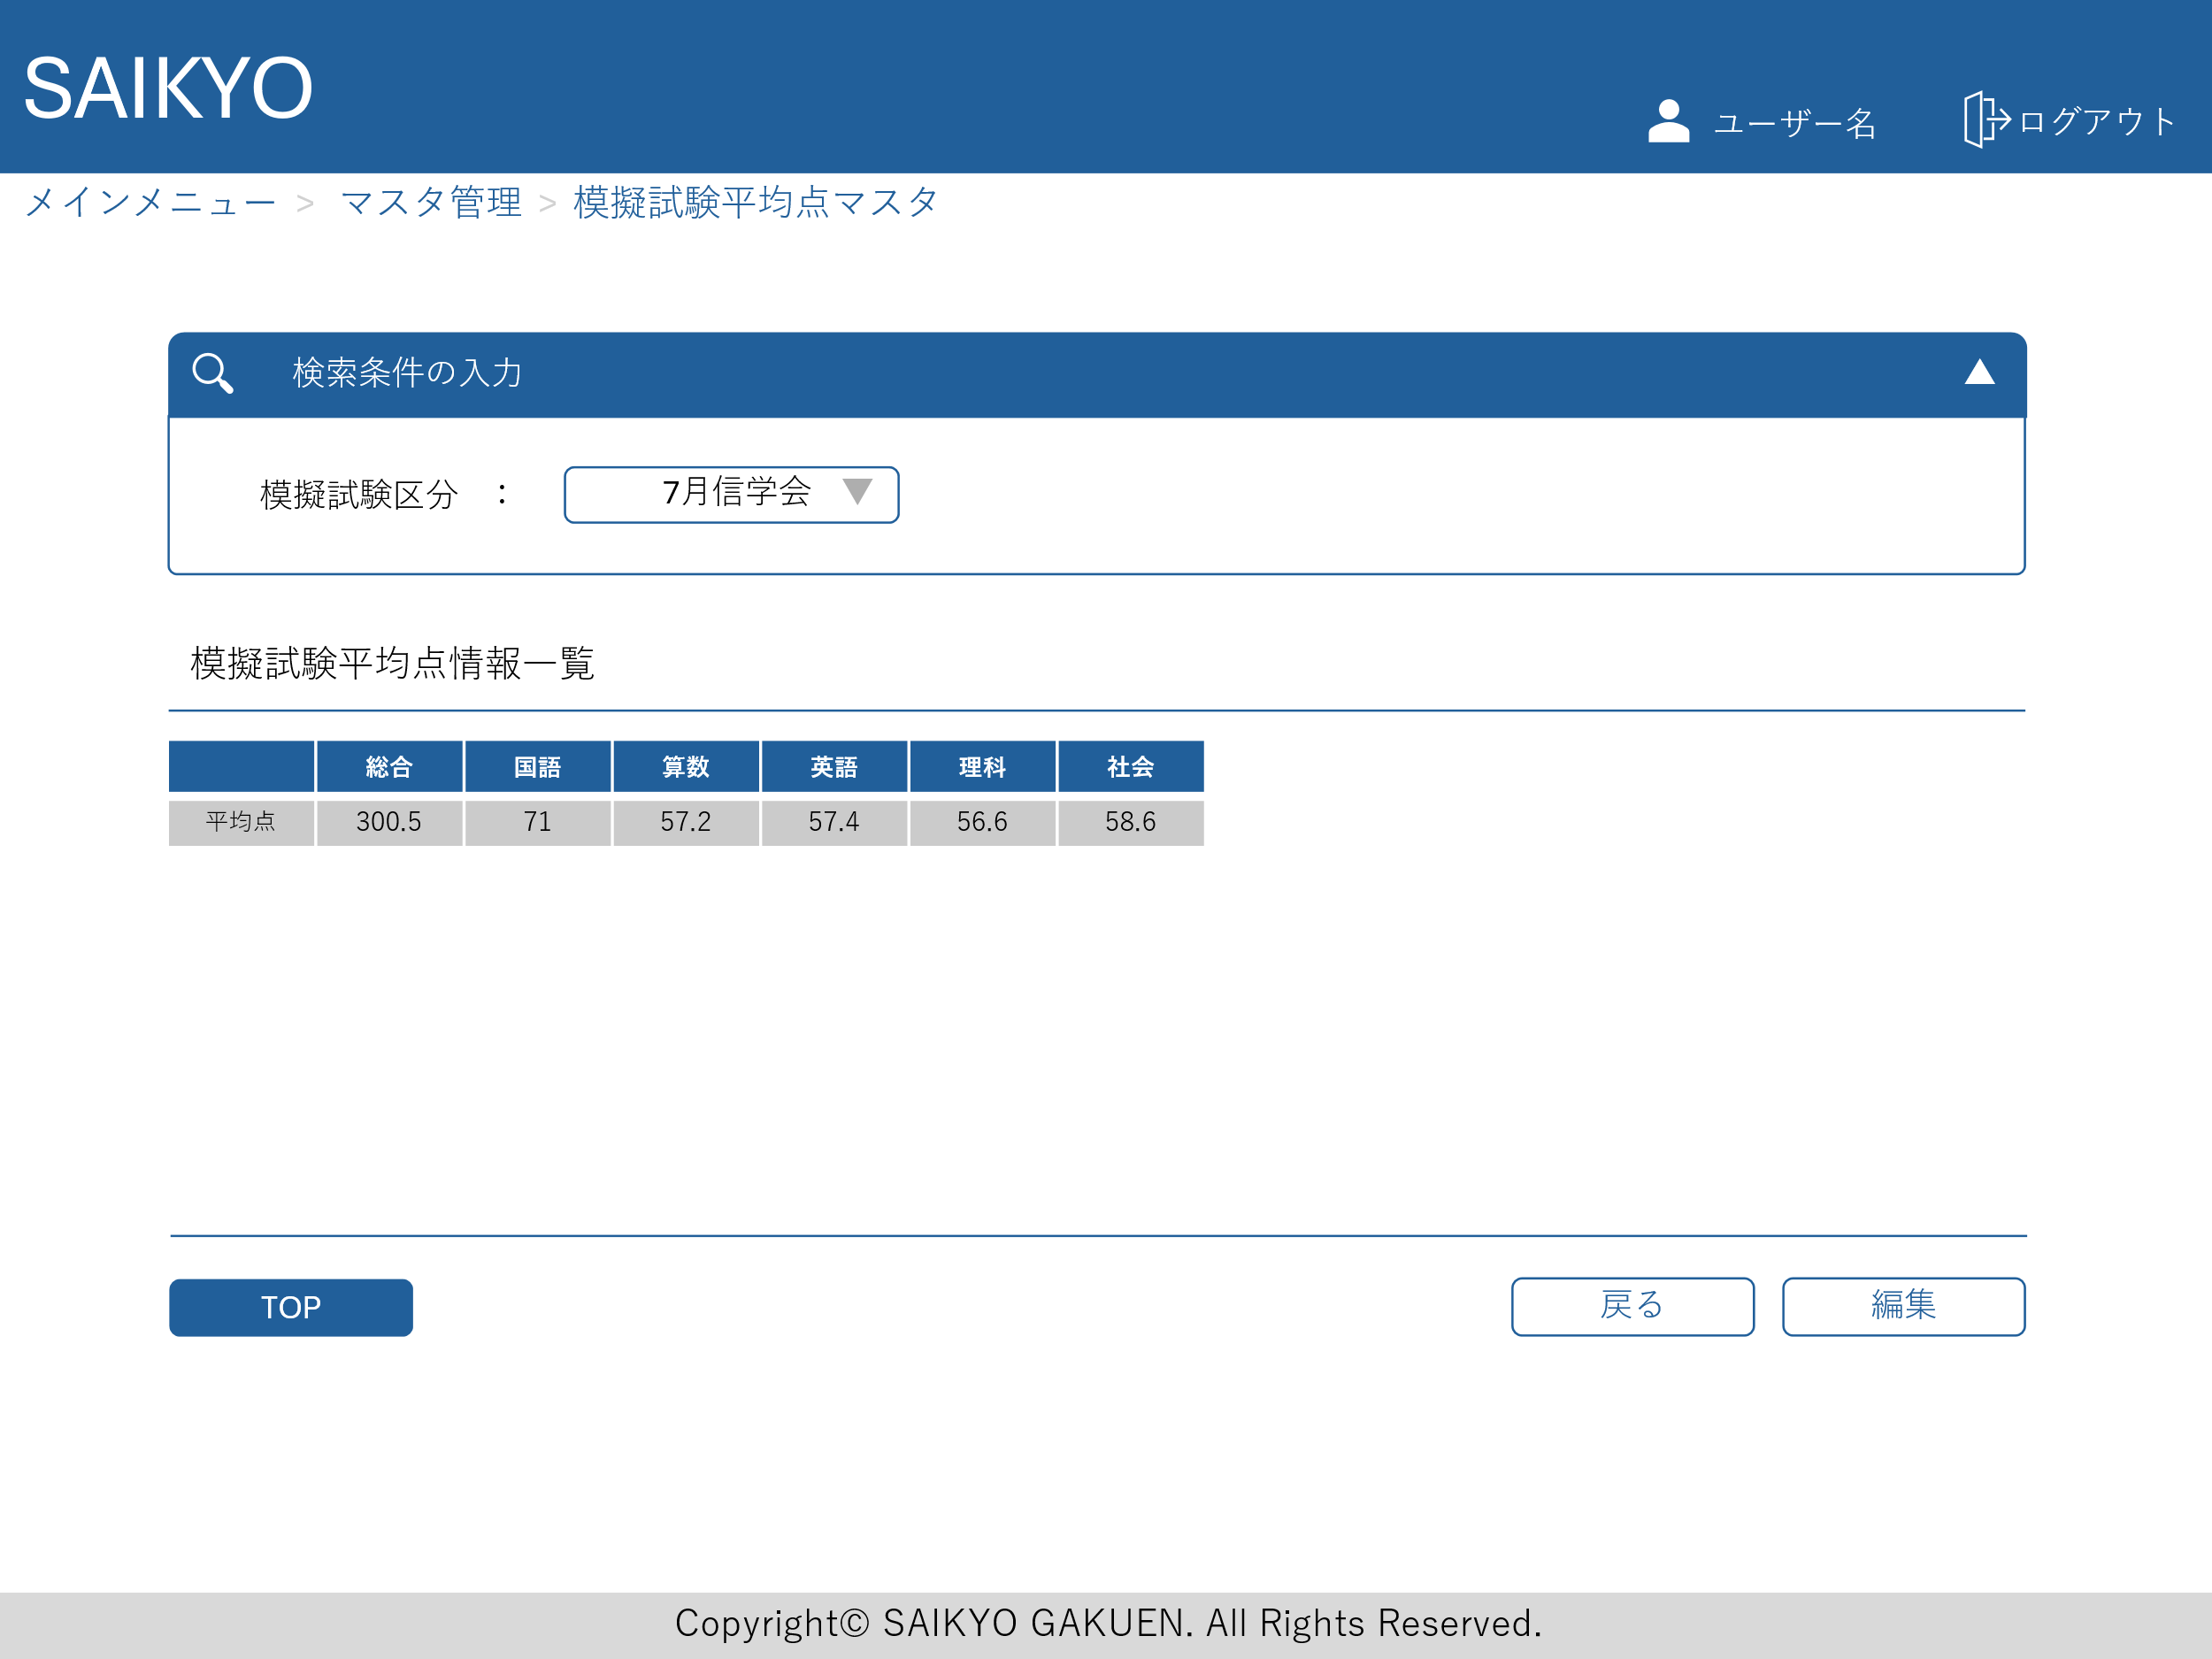 SAIKYO
ユーザー名 ログアウト
メインメニュー > マスタ管理 > 模擬試験平均点マスタ
検索条件の入力 ▲
模擬試験区分 : 7月信学会 ▼
模擬試験平均点情報一覧
総合 国語 算数 英語 理科 社会
平均点 300.5 71 57.2 57.4 56.6 58.6
TOP 戻る 編集
Copyright© SAIKYO GAKUEN. All Rights Reserved.